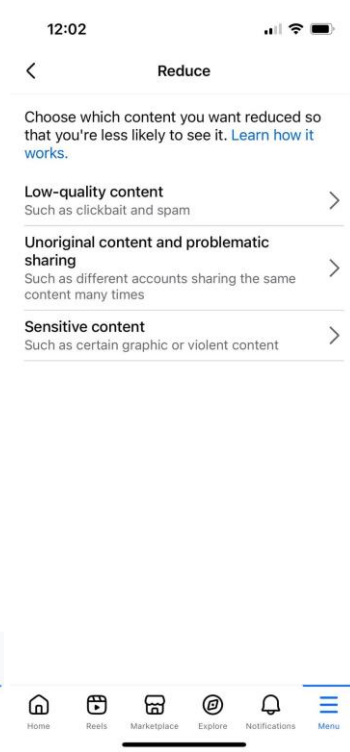 12:02
Reduce
Choose which content you want reduced so
that you're less likely to see it. Learn how it
works.
Low-quality content
Such as clickbait and spam
Unoriginal content and problematic
sharing
Such as different accounts sharing the same
content many times
Sensitive content
Such as certain graphic or violent content
Home Reels Marketplace Explore Notifications Menu